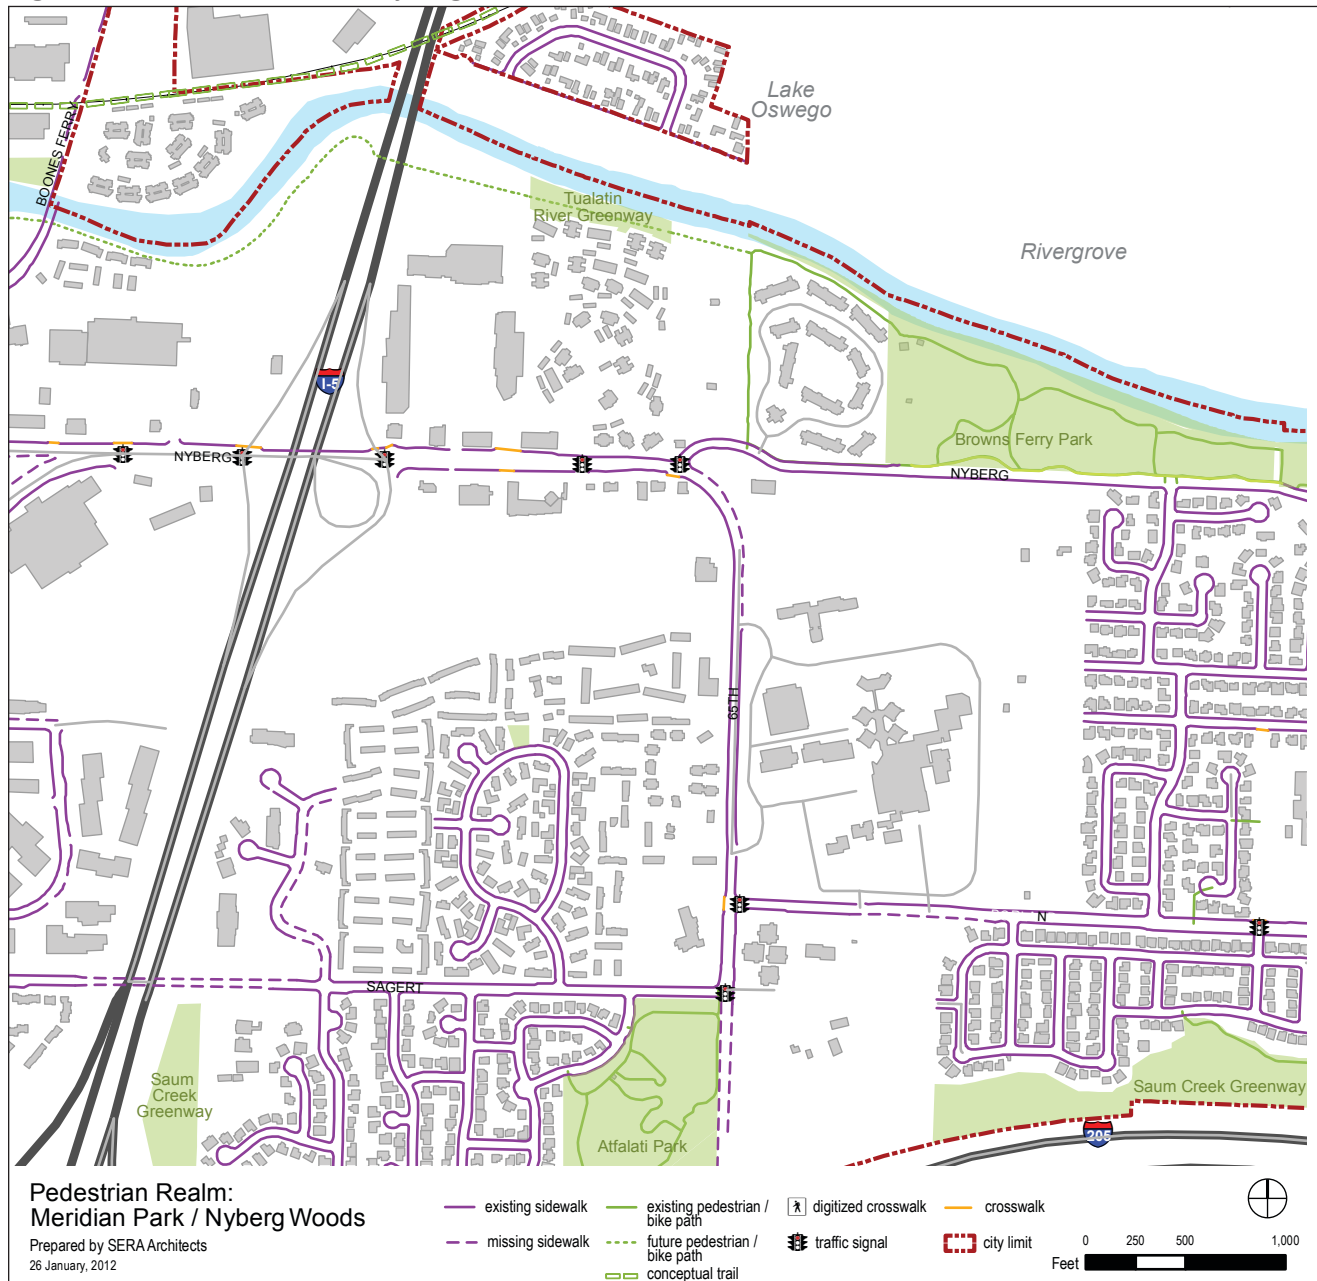 Lake
Oswego
BOONES FERRY
Tualatin
River Greenway
Rivergrove
I-5
Browns Ferry Park
NYBERG
NYBERG
65TH
N
SAGERT
Saum
Creek
Greenway
Saum Creek Greenway
Atfalati Park
205
Pedestrian Realm:
Meridian Park / Nyberg Woods
Prepared by SERA Architects
26 January, 2012
existing sidewalk
missing sidewalk
existing pedestrian /
bike path
future pedestrian /
bike path
conceptual trail
digitized crosswalk
traffic signal
crosswalk
city limit
0 250 500 1,000
Feet